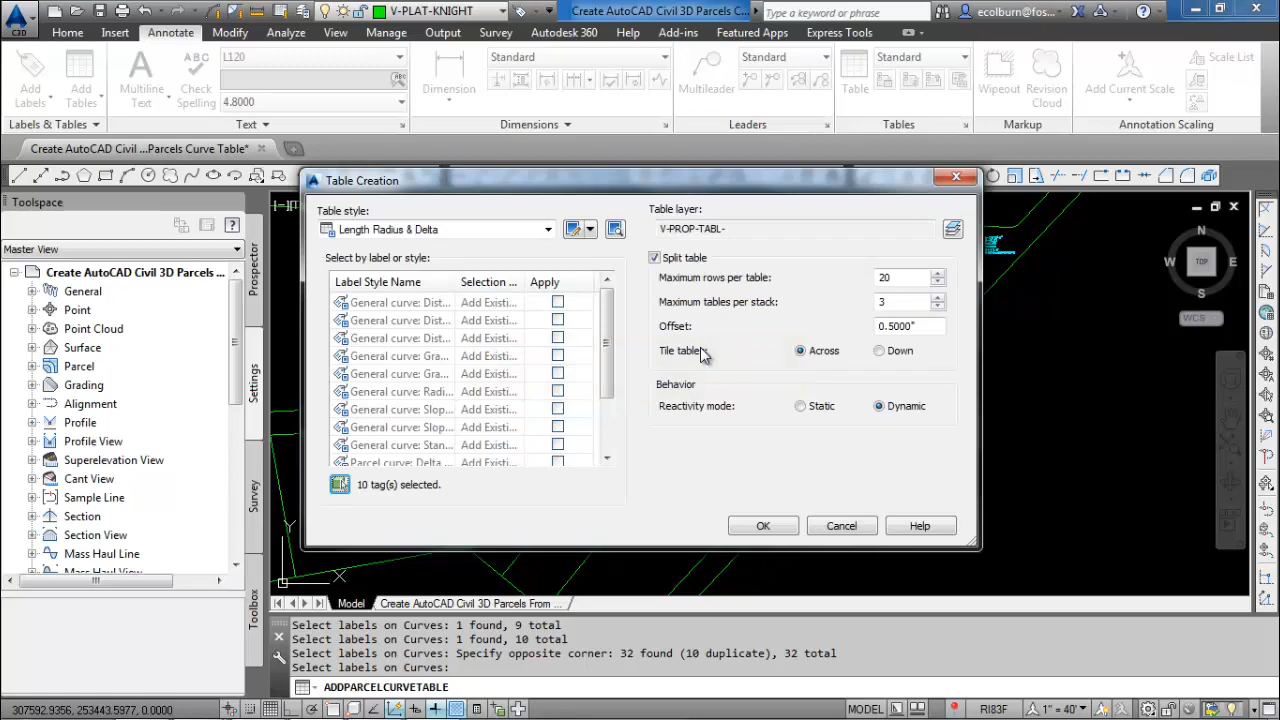 V-PLAT-KNIGHT
Create AutoCAD Civil 3D Parcels C...
Type a keyword or phrase
ecolburn@fos...
C3D
Home Insert Annotate Modify Analyze View Manage Output Survey Autodesk 360 Help Add-ins Featured Apps Express Tools
Add Labels
Add Tables
Labels & Tables
Multiline Text
ABC
Check Spelling
L120
4.8000
Text
Dimension
Standard
Dimensions
Multileader
Standard
Leaders
Table
Standard
Tables
Wipeout
Revision Cloud
Markup
Add Current Scale
Scale List
Annotation Scaling
Create AutoCAD Civil ...Parcels Curve Table*
Toolspace
Master View
Create AutoCAD Civil 3D Parcels ...
General
Point
Point Cloud
Surface
Parcel
Grading
Alignment
Profile
Profile View
Superelevation View
Cant View
Sample Line
Section
Section View
Mass Haul Line
Mass Haul View
Prospector
Settings
Survey
Toolbox
Table Creation
Table style:
Length Radius & Delta
Select by label or style:
Label Style Name Selection ... Apply
General curve: Dist... Add Existi...
General curve: Dist... Add Existi...
General curve: Dist... Add Existi...
General curve: Gra... Add Existi...
General curve: Gra... Add Existi...
General curve: Radi... Add Existi...
General curve: Slop... Add Existi...
General curve: Slop... Add Existi...
General curve: Stan... Add Existi...
Parcel curve: Delta ... Add Existi...
10 tag(s) selected.
Table layer:
V-PROP-TABL-
Split table
Maximum rows per table: 20
Maximum tables per stack: 3
Offset: 0.5000"
Tile tables: Across Down
Behavior
Reactivity mode: Static Dynamic
OK Cancel Help
N
W TOP E
S
WCS
Y
X
Model Create AutoCAD Civil 3D Parcels From ...
Select labels on Curves: 1 found, 9 total
Select labels on Curves: 1 found, 10 total
Select labels on Curves: Specify opposite corner: 32 found (10 duplicate), 32 total
Select labels on Curves:
ADDPARCELCURVETABLE
307592.9356, 253443.5977, 0.0000
MODEL
RI83F
1" = 40'